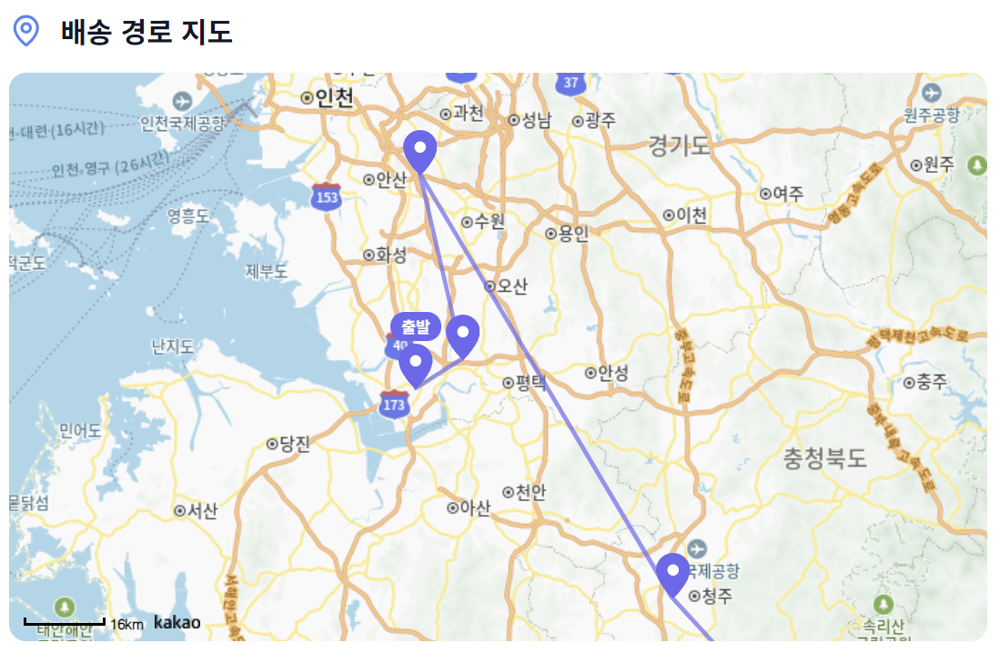 배송 경로 지도
37
인천
과천
성남
광주
원주공항
인천국제공항
대련(16시간)
인천-영구 (26시간)
경기도
안산
원주
153
여주
영흥도
수원
이천
영동고속도로
용인
화성
적군도
제부도
오산
출발
40
평택제천고속도로
난지도
중부고속도로
안성
평택
충주
173
민어도
당진
충청북도
중부내륙고속도로
천안
아산
서산
국제공항
청주
서해안고속
속리산
태안해안
16km
kakao